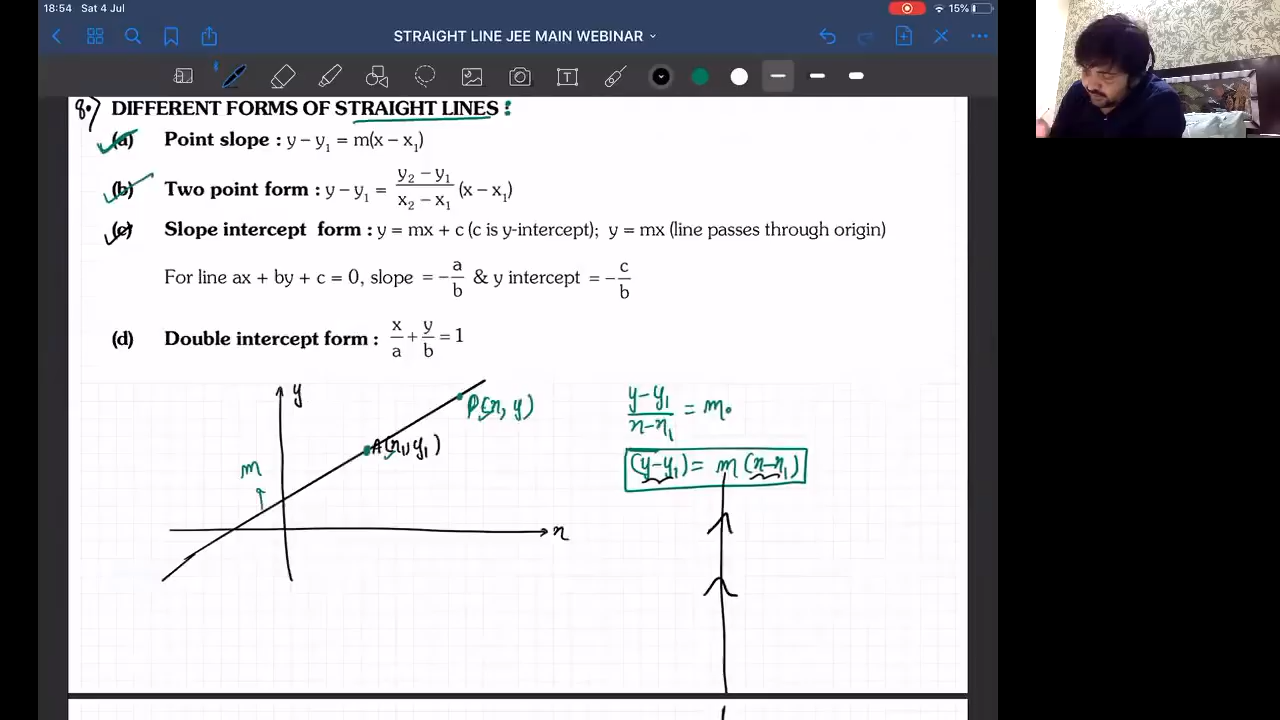 18:54 Sat 4 Jul 15%
STRAIGHT LINE JEE MAIN WEBINAR
8. DIFFERENT FORMS OF STRAIGHT LINES :
(a) Point slope : y – y₁ = m(x – x₁)
(b) Two point form : y – y₁ = (y₂ – y₁)/(x₂ – x₁) (x – x₁)
(c) Slope intercept form : y = mx + c (c is y-intercept); y = mx (line passes through origin)
For line ax + by + c = 0, slope = –a/b & y intercept = –c/b
(d) Double intercept form : x/a + y/b = 1
y
P(x, y)
(y–y₁)/(x–x₁) = m.
A(x₁, y₁)
m
(y–y₁) = m (x–x₁)
x